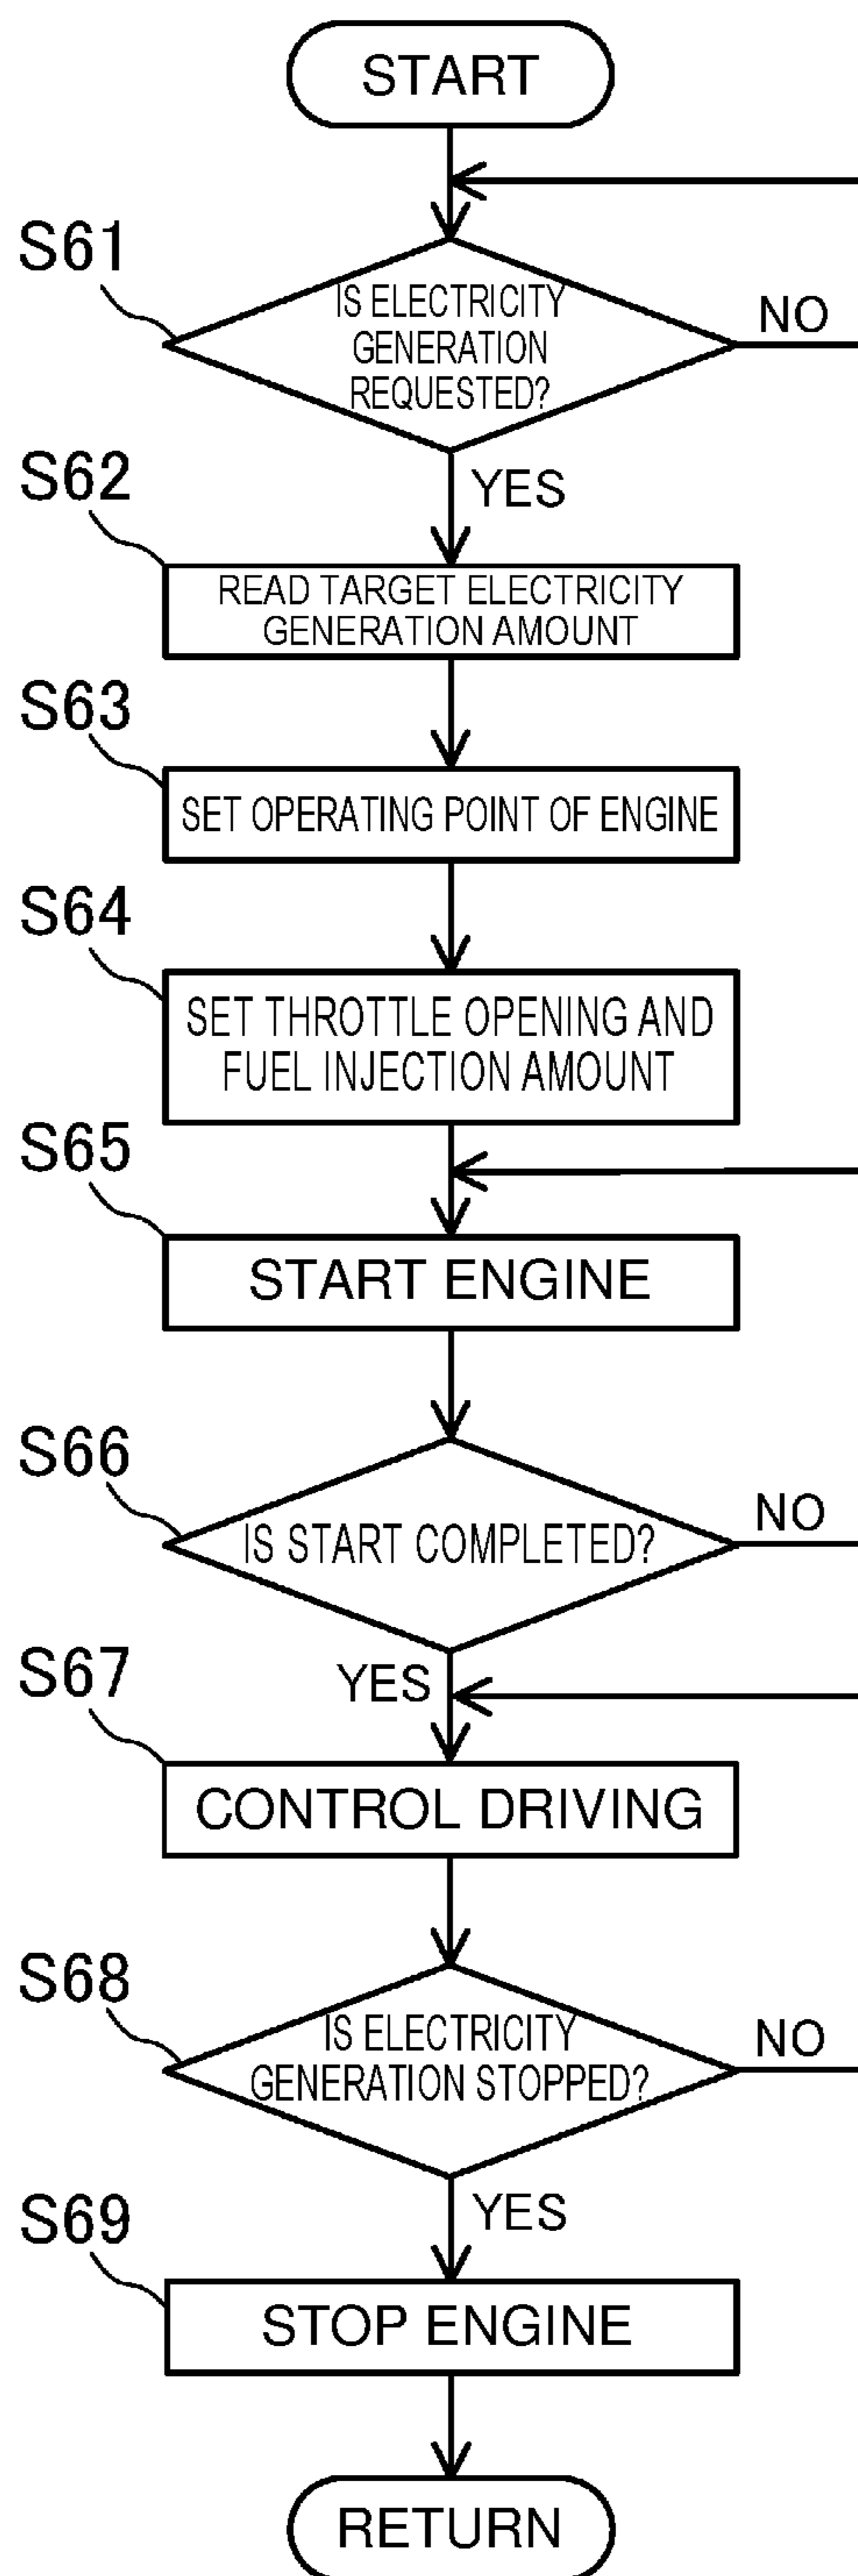 START
S61
IS ELECTRICITY
GENERATION
REQUESTED?
NO
YES
S62
READ TARGET ELECTRICITY
GENERATION AMOUNT
S63
SET OPERATING POINT OF ENGINE
S64
SET THROTTLE OPENING AND
FUEL INJECTION AMOUNT
S65
START ENGINE
S66
IS START COMPLETED?
NO
YES
S67
CONTROL DRIVING
S68
IS ELECTRICITY
GENERATION STOPPED?
NO
YES
S69
STOP ENGINE
RETURN